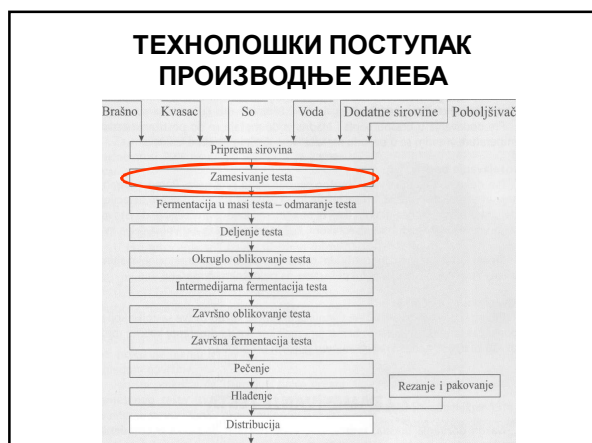 ТЕХНОЛОШКИ ПОСТУПАК
ПРОИЗВОДЊЕ ХЛЕБА
Brašno Kvasac So Voda Dodatne sirovine Poboljšivač
Priprema sirovina
Zamesivanje testa
Fermentacija u masi testa – odmaranje testa
Deljenje testa
Okruglo oblikovanje testa
Intermedijarna fermentacija testa
Završno oblikovanje testa
Završna fermentacija testa
Pečenje
Rezanje i pakovanje
Hlađenje
Distribucija